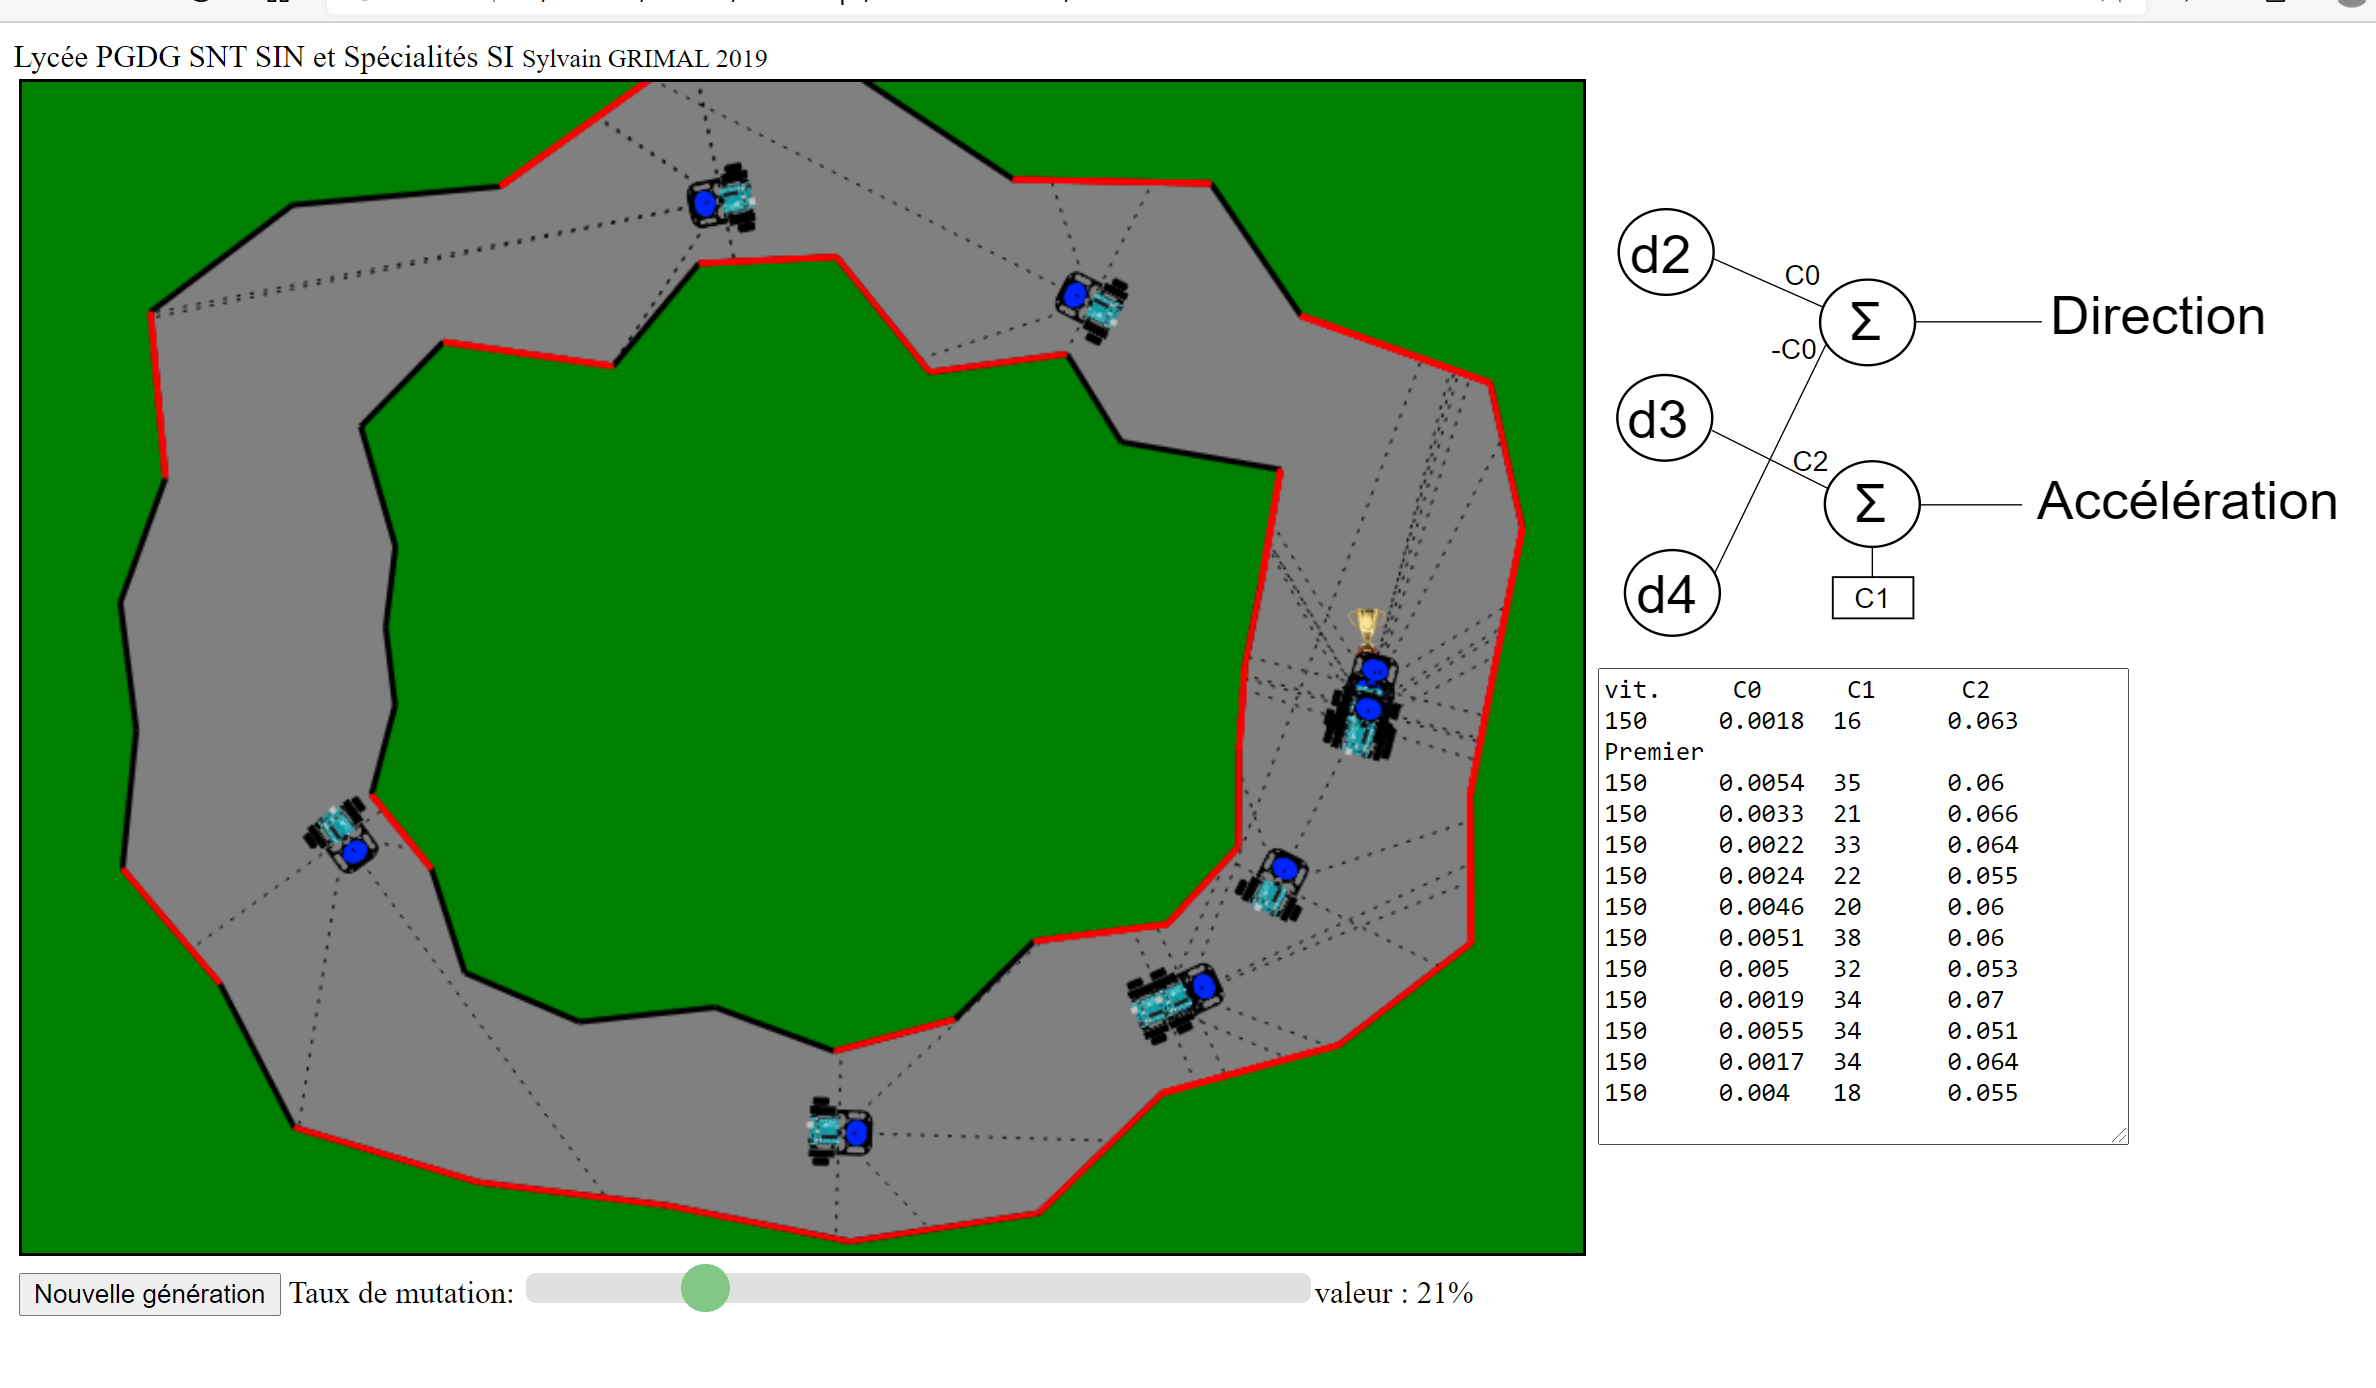 Lycée PGDG SNT SIN et Spécialités SI Sylvain GRIMAL 2019
d2
C0
Σ
Direction
-C0
d3
C2
Σ
Accélération
d4
C1
vit. C0 C1 C2
150 0.0018 16 0.063
Premier
150 0.0054 35 0.06
150 0.0033 21 0.066
150 0.0022 33 0.064
150 0.0024 22 0.055
150 0.0046 20 0.06
150 0.0051 38 0.06
150 0.005 32 0.053
150 0.0019 34 0.07
150 0.0055 34 0.051
150 0.0017 34 0.064
150 0.004 18 0.055
Nouvelle génération Taux de mutation: valeur : 21%